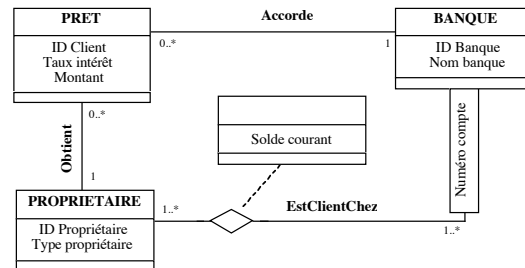 PRET
ID Client
Taux intérêt
Montant
Accorde
0..*
1
BANQUE
ID Banque
Nom banque
0..*
Obtient
1
Solde courant
Numéro compte
PROPRIETAIRE
ID Propriétaire
Type propriétaire
1..*
EstClientChez
1..*